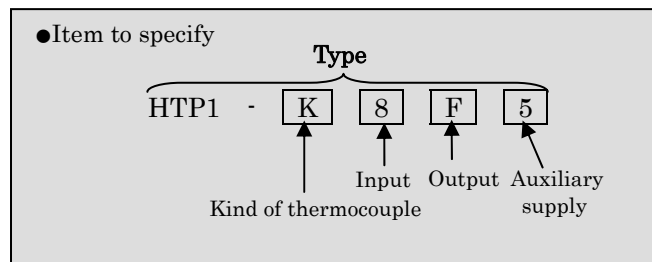 ●Item to specify
Type
HTP1 - K 8 F 5
Input Output Auxiliary
Kind of thermocouple supply